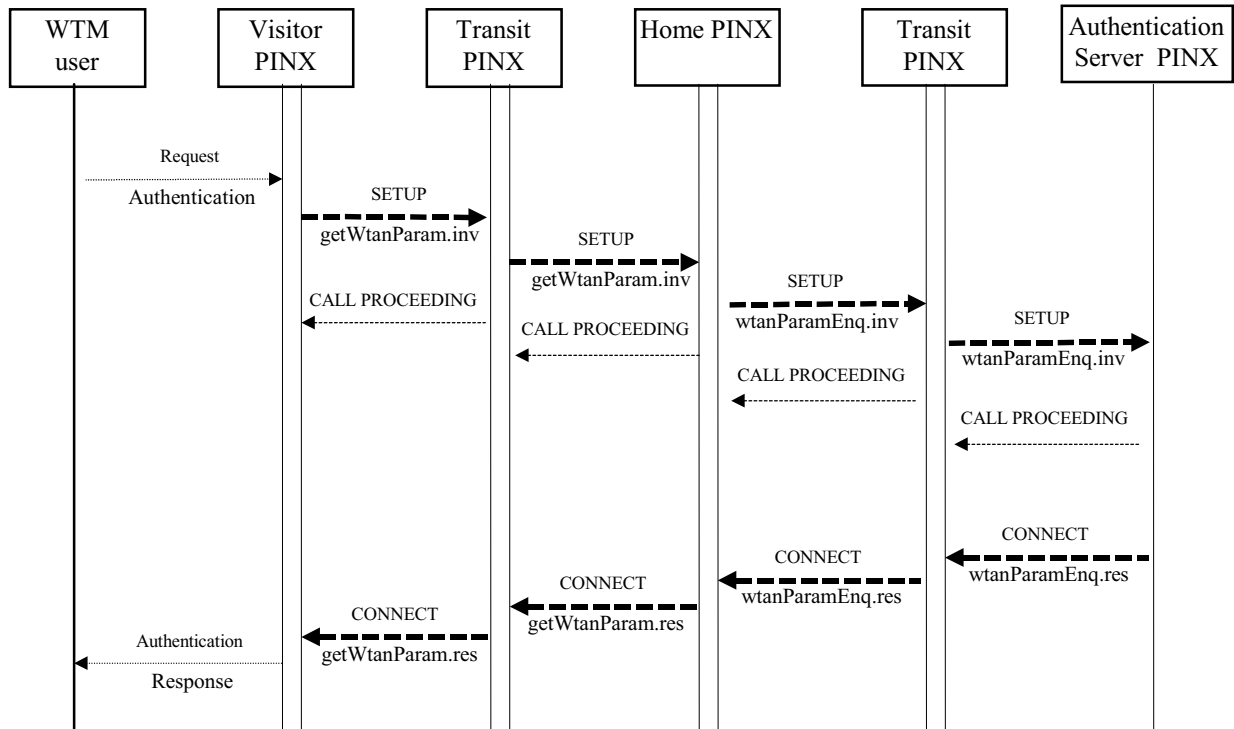 WTM
user
Visitor
PINX
Transit
PINX
Home PINX
Transit
PINX
Authentication
Server PINX
Request
Authentication
SETUP
getWtanParam.inv
SETUP
getWtanParam.inv
SETUP
wtanParamEnq.inv
SETUP
wtanParamEnq.inv
CALL PROCEEDING
CALL PROCEEDING
CALL PROCEEDING
CALL PROCEEDING
CONNECT
wtanParamEnq.res
CONNECT
wtanParamEnq.res
CONNECT
getWtanParam.res
CONNECT
getWtanParam.res
Authentication
Response